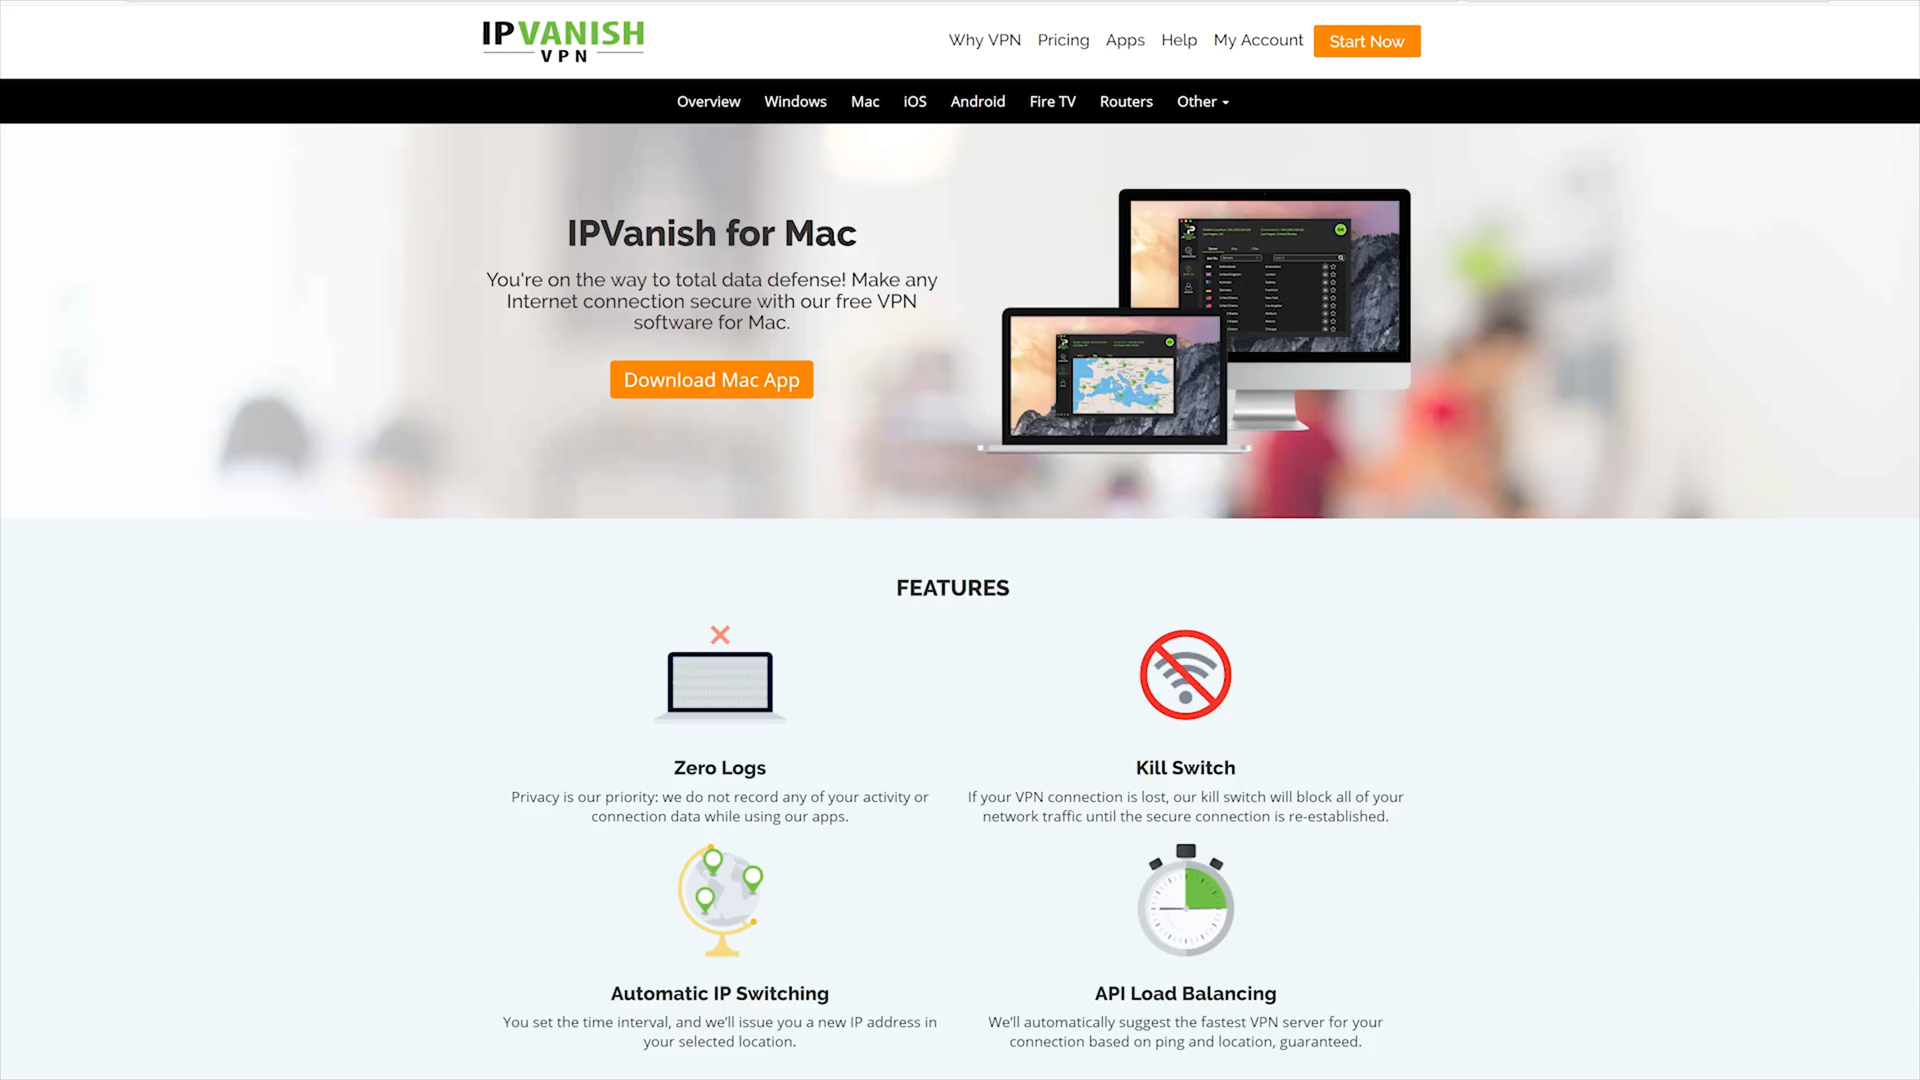 IPVANISH
VPN
Why VPN Pricing Apps Help My Account Start Now
Overview Windows Mac iOS Android Fire TV Routers Other
IPVanish for Mac
You're on the way to total data defense! Make any
Internet connection secure with our free VPN
software for Mac.
Download Mac App
FEATURES
Zero Logs
Privacy is our priority: we do not record any of your activity or
connection data while using our apps.
Kill Switch
If your VPN connection is lost, our kill switch will block all of your
network traffic until the secure connection is re-established.
Automatic IP Switching
You set the time interval, and we'll issue you a new IP address in
your selected location.
API Load Balancing
We'll automatically suggest the fastest VPN server for your
connection based on ping and location, guaranteed.